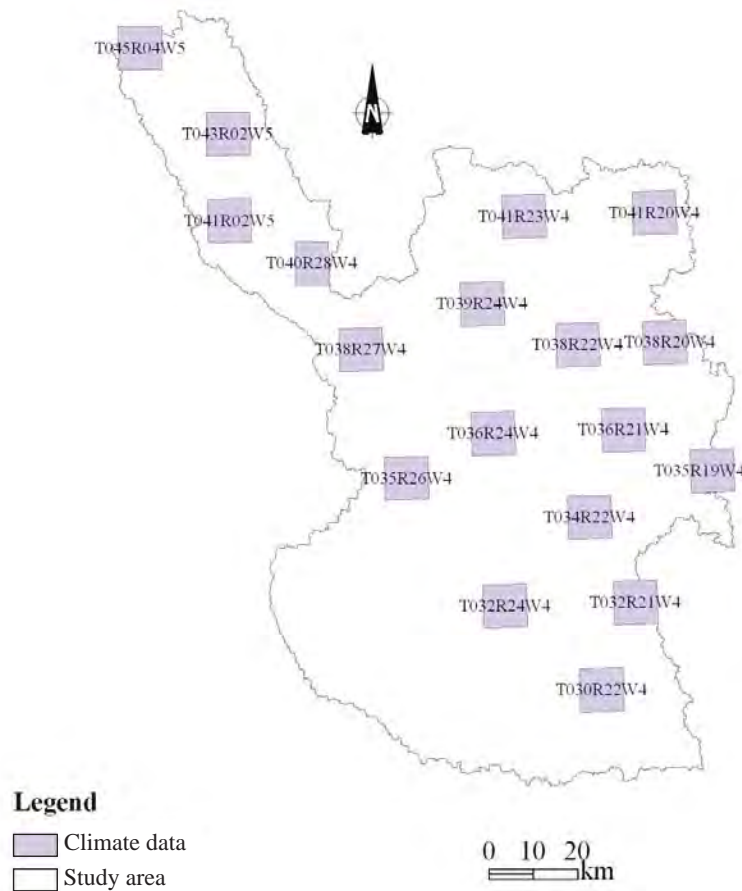 T045R04W5
N
T043R02W5
T041R02W5
T041R23W4
T041R20W4
T040R28W4
T039R24W4
T038R27W4
T038R22W4
T038R20W4
T036R24W4
T036R21W4
T035R26W4
T035R19W4
T034R22W4
T032R24W4
T032R21W4
T030R22W4
Legend
Climate data
Study area
0 10 20
km